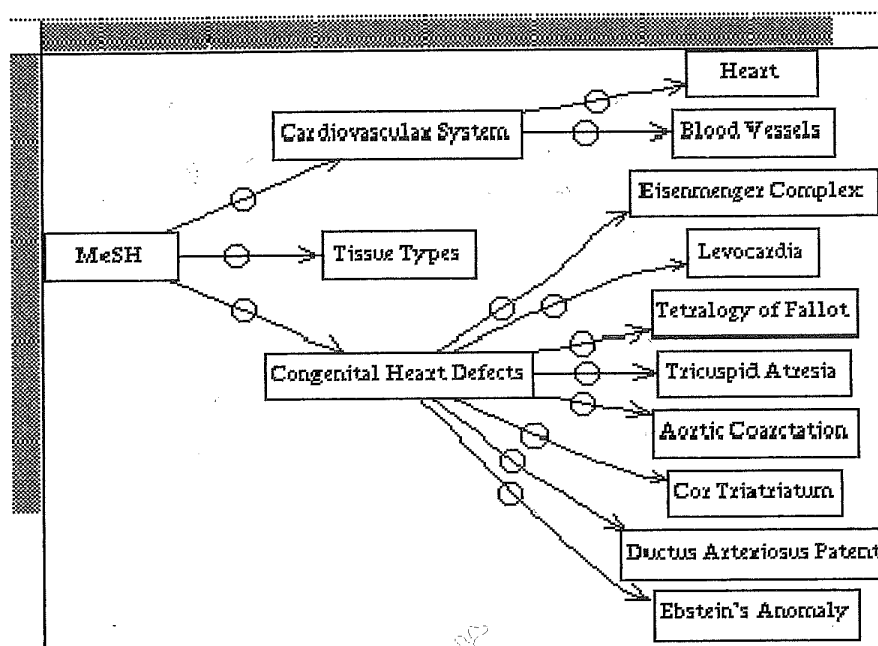 Heart
Cardiovascular System
Blood Vessels
Eisenmenger Complex
MeSH
Tissue Types
Levocardia
Tetralogy of Fallot
Congenital Heart Defects
Tricuspid Atresia
Aortic Coarctation
Cor Triatriatum
Ductus Arteriosus Patent
Ebstein's Anomaly